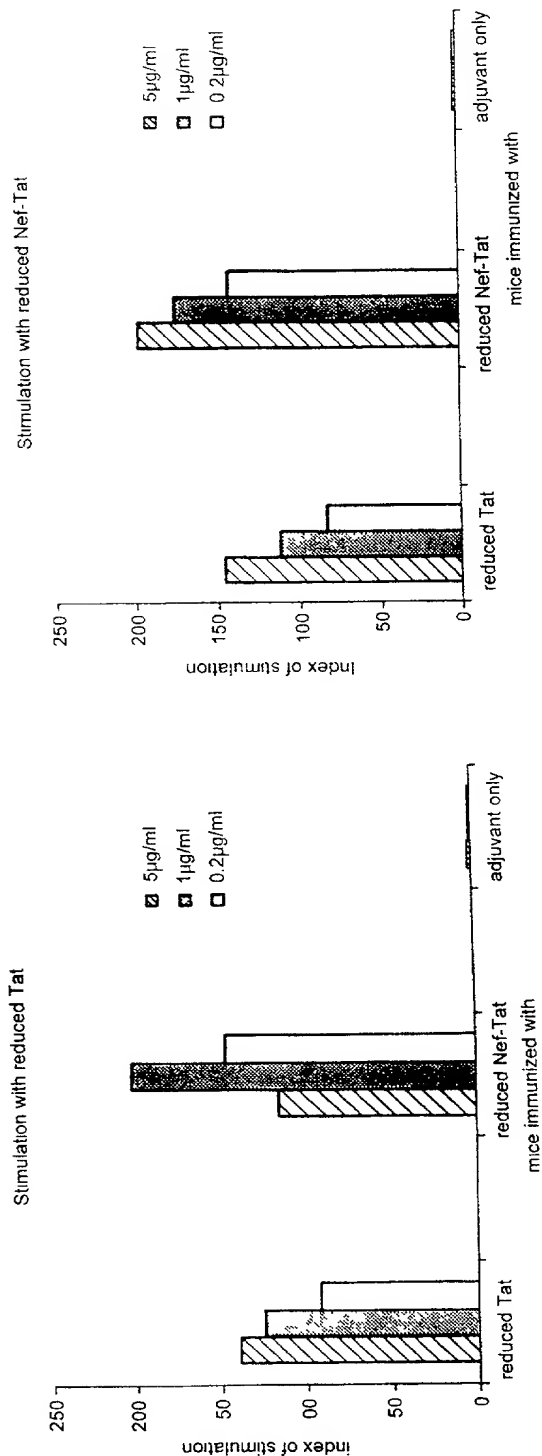 Stimulation with reduced Tat
index of stimulation
250
200
150
00
50
0
5µg/ml
1µg/ml
0.2µg/ml
reduced Tat
reduced Nef-Tat
adjuvant only
mice immunized with
Stimulation with reduced Nef-Tat
Index of stimulation
250
200
150
100
50
0
5µg/ml
1µg/ml
0 2µg/ml
reduced Tat
reduced Nef-Tat
adjuvant only
mice immunized with